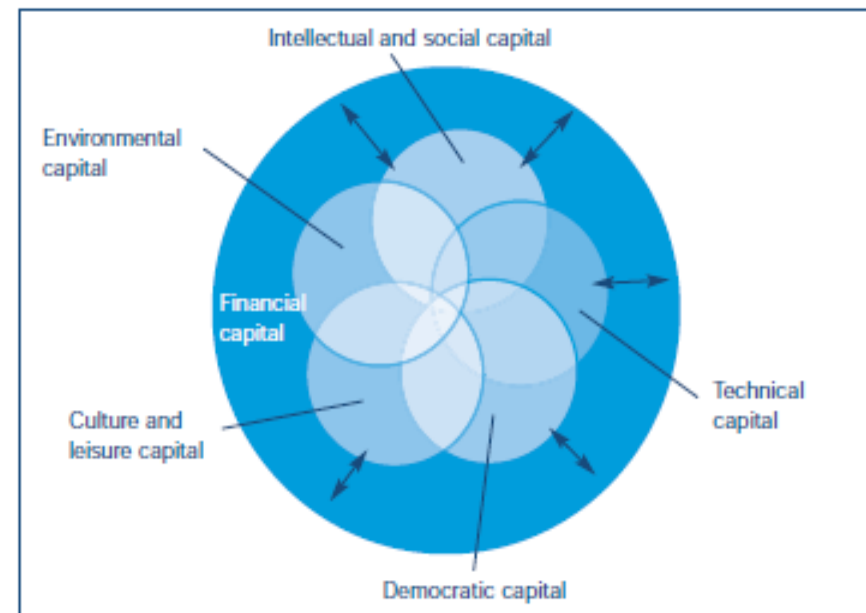 Intellectual and social capital
Environmental
capital
Financial
capital
Technical
capital
Culture and
leisure capital
Democratic capital